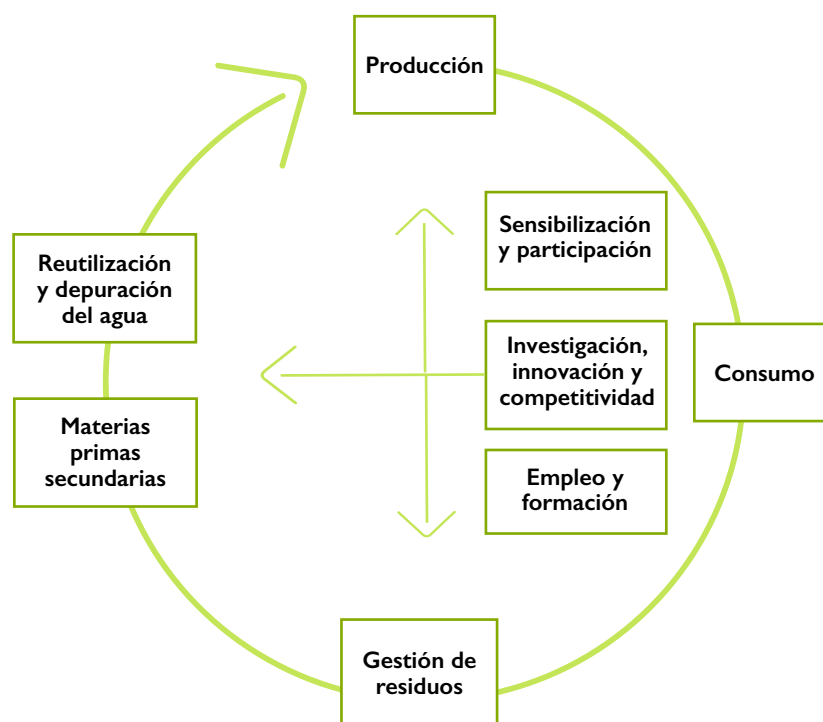 Producción
Sensibilización
y participación
Reutilización
y depuración
del agua
Investigación,
innovación y
competitividad
Consumo
Materias
primas
secundarias
Empleo y
formación
Gestión de
residuos